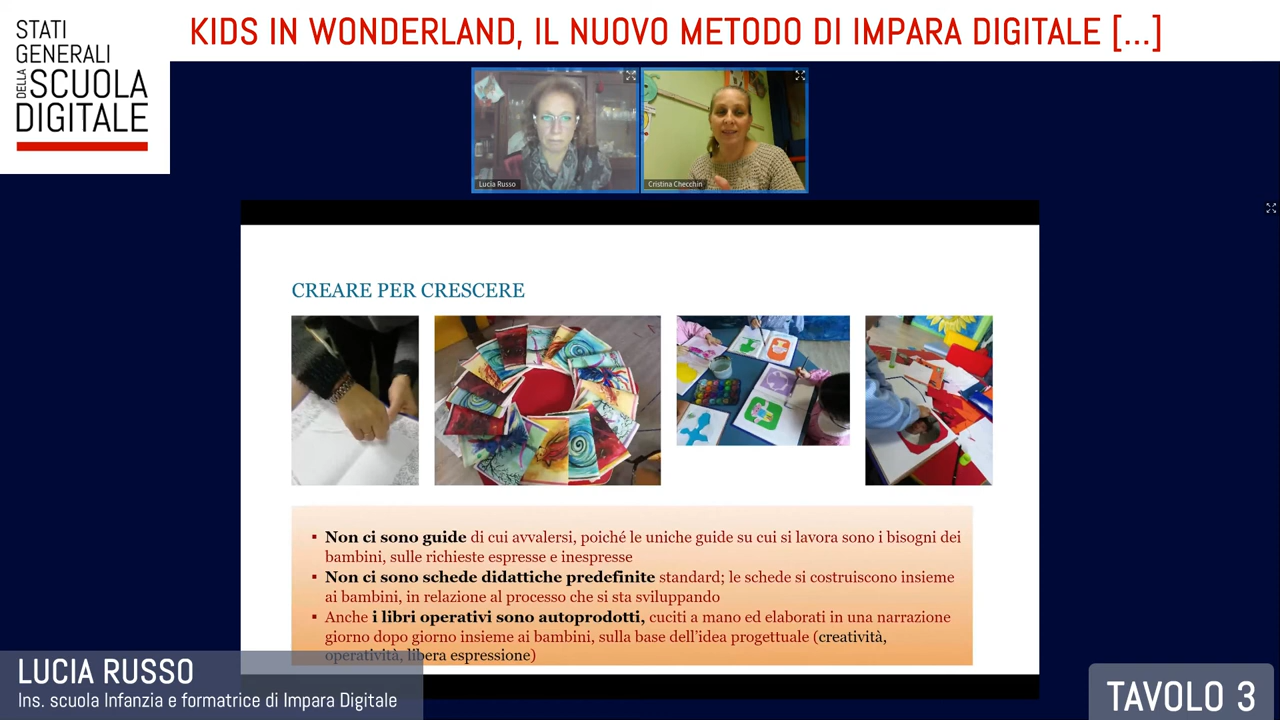 STATI
GENERALI
DELLA SCUOLA
DIGITALE
KIDS IN WONDERLAND, IL NUOVO METODO DI IMPARA DIGITALE [...]
Lucia Russo
Cristina Checchin
CREARE PER CRESCERE
▪ Non ci sono guide di cui avvalersi, poiché le uniche guide su cui si lavora sono i bisogni dei
bambini, sulle richieste espresse e inespresse
▪ Non ci sono schede didattiche predefinite standard; le schede si costruiscono insieme
ai bambini, in relazione al processo che si sta sviluppando
▪ Anche i libri operativi sono autoprodotti, cuciti a mano ed elaborati in una narrazione
giorno dopo giorno insieme ai bambini, sulla base dell'idea progettuale (creatività,
operatività, libera espressione)
LUCIA RUSSO
Ins. scuola Infanzia e formatrice di Impara Digitale
TAVOLO 3